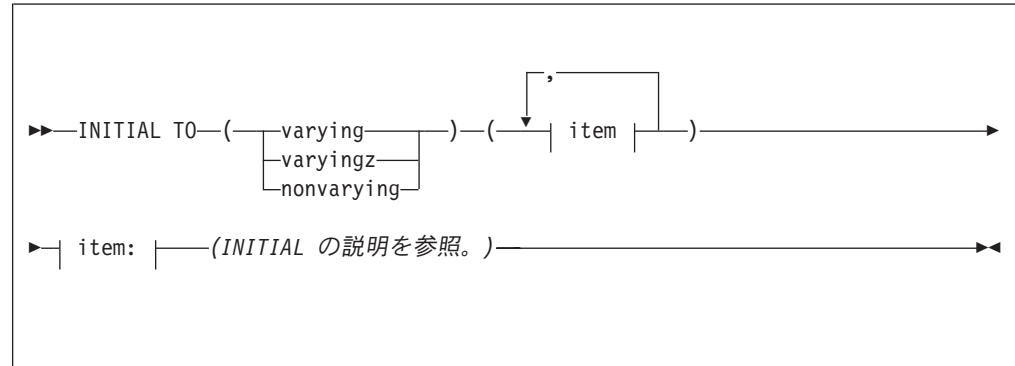 ,
INITIAL TO ( varying ) ( item )
varyingz
nonvarying
item: (INITIAL の説明を参照。)